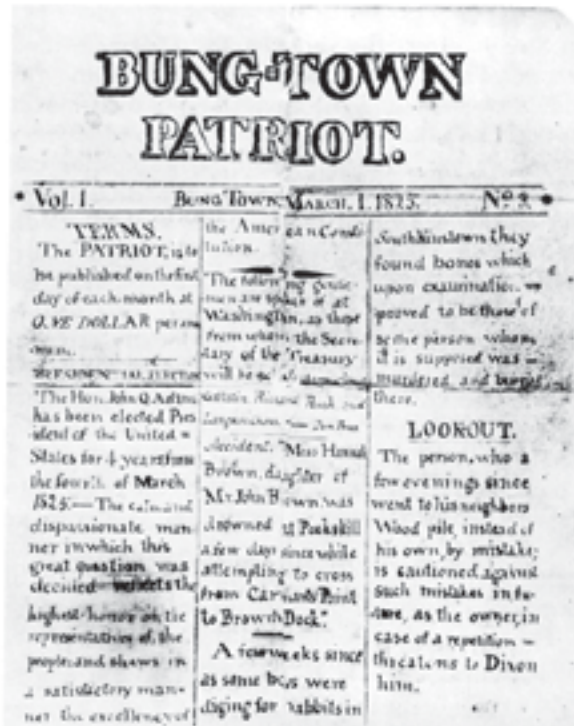 BUNG-TOWN
PATRIOT.
Vol. 1. BUNG TOWN, MARCH. 1. 1825. No. 2.
TERMS.
The PATRIOT, is to
be published on the first
day of each month at
ONE DOLLAR per
The Hon. John Q Adams
has been elected Pres
ident of the United =
States for 4 years from
the fourth of March
1825.— The calm and
dispassionate man-
ner in which this
great question was
decided reflects the
highest honor on the
representatives of the
people and shews in
a satisfactory man-
ner the excellency of
the American Consti
tution.
The following gentle-
men are spoken of at
Washington, as those
from whom the Secre-
tary of the Treasury
will be
Accident. "Miss Hannah
Brown, daughter of
Mr. John Brown was
drowned at Peekskill
a few days since while
attempting to cross
from Point
to Dock".
A few weeks since
as some boys were
diging for rabbits in
they
found bones which
upon examination
proved to be those of
some person whom
it is supposed was
murdered and buried
there.
LOOKOUT.
The person, who a
few evenings since
went to his neighbors
Wood pile, instead of
his own, by mistake;
is cautioned against
such mistakes in fu-
ture, as the owner, in
case of a repetition -
threatens to
him.